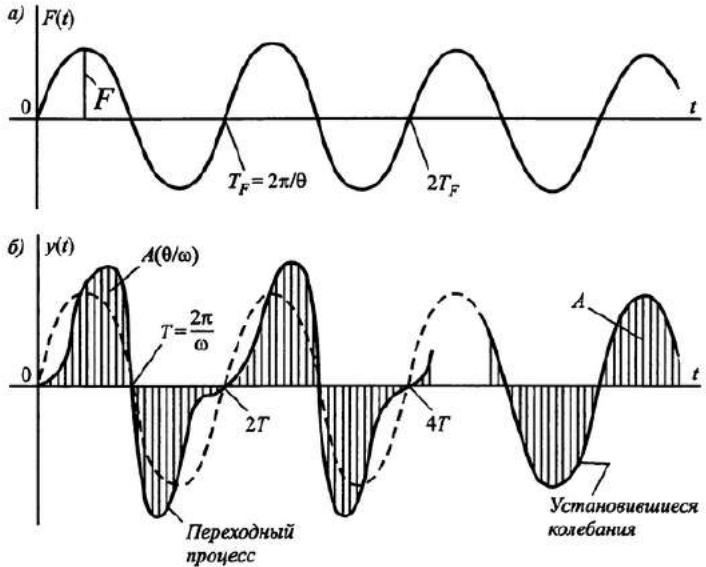 а) F(t)
F
0
t
T_F = 2π/θ
2T_F
б) y(t)
A(θ/ω)
T = 2π/ω
A
0
t
2T
4T
Переходный
процесс
Установившиеся
колебания